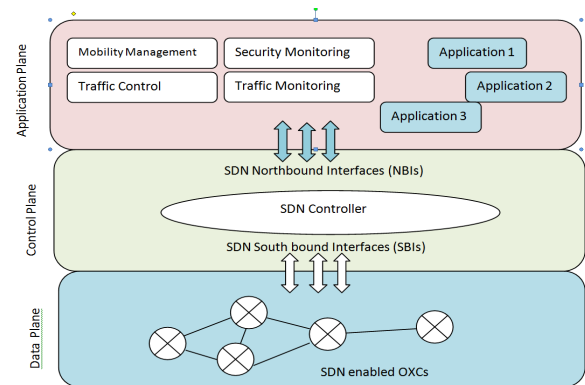 Application Plane
Mobility Management
Security Monitoring
Application 1
Traffic Control
Traffic Monitoring
Application 2
Application 3
SDN Northbound Interfaces (NBIs)
Control Plane
SDN Controller
SDN South bound Interfaces (SBIs)
Data Plane
SDN enabled OXCs